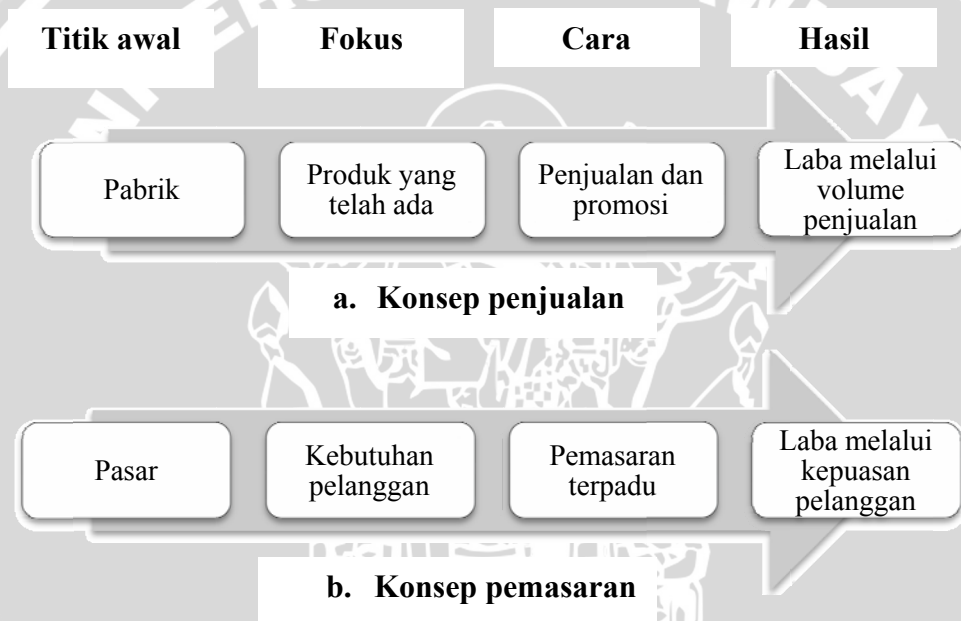 Titik awal
Fokus
Cara
Hasil
Pabrik
Produk yang
telah ada
Penjualan dan
promosi
Laba melalui
volume
penjualan
a. Konsep penjualan
Pasar
Kebutuhan
pelanggan
Pemasaran
terpadu
Laba melalui
kepuasan
pelanggan
b. Konsep pemasaran